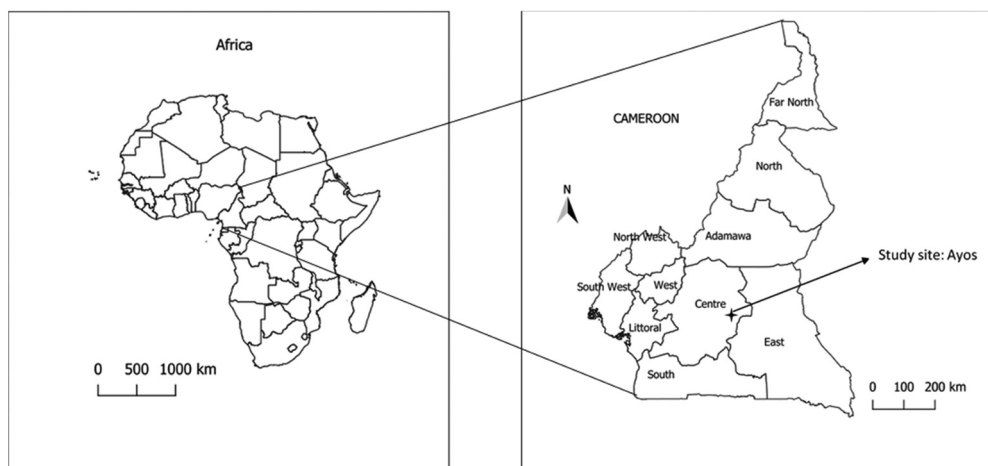 Africa
0 500 1000 km
CAMEROON
N
Far North
North
Adamawa
North West
South West
West
Centre
Littoral
East
South
Study site: Ayos
0 100 200 km